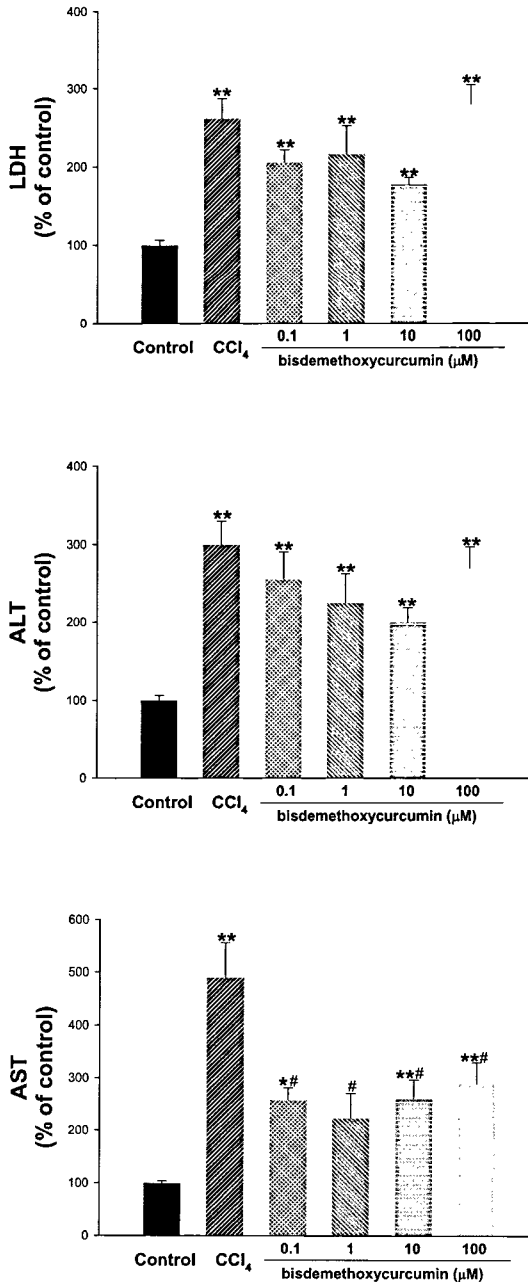 400
300
200
100
0
LDH
(% of control)
** ** ** ** **
0.1 1 10 100
Control CCl₄
bisdemethoxycurcumin (μM)
400
300
200
100
0
ALT
(% of control)
** ** ** ** **
0.1 1 10 100
Control CCl₄
bisdemethoxycurcumin (μM)
600
500
400
300
200
100
0
AST
(% of control)
** *# # **# **#
0.1 1 10 100
Control CCl₄
bisdemethoxycurcumin (μM)